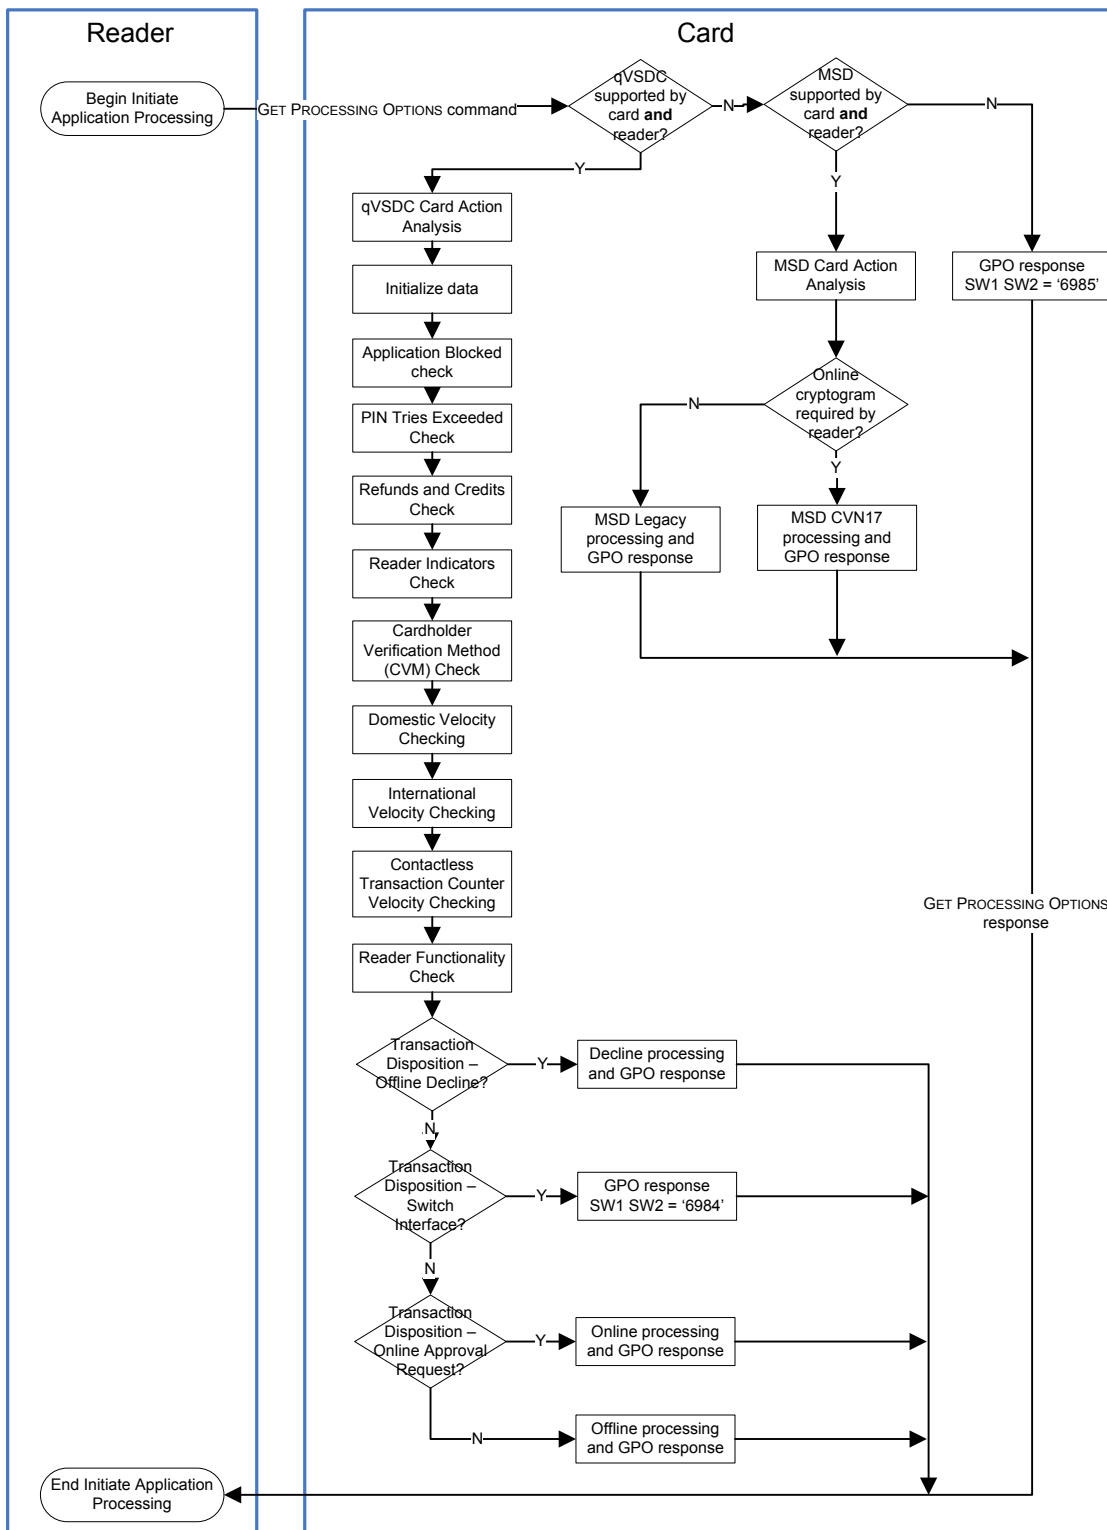 Reader
Card
Begin Initiate
Application Processing
GET PROCESSING OPTIONS command
qVSDC
supported by
card and
reader?
N
MSD
supported by
card and
reader?
N
Y
Y
qVSDC Card Action
Analysis
MSD Card Action
Analysis
GPO response
SW1 SW2 = ‘6985’
Initialize data
Application Blocked
check
Online
cryptogram
required by
reader?
N
Y
PIN Tries Exceeded
Check
Refunds and Credits
Check
MSD Legacy
processing and
GPO response
MSD CVN17
processing and
GPO response
Reader Indicators
Check
Cardholder
Verification Method
(CVM) Check
Domestic Velocity
Checking
International
Velocity Checking
Contactless
Transaction Counter
Velocity Checking
GET PROCESSING OPTIONS
response
Reader Functionality
Check
Transaction
Disposition –
Offline Decline?
Y
Decline processing
and GPO response
N
Transaction
Disposition –
Switch
Interface?
Y
GPO response
SW1 SW2 = ‘6984’
N
Transaction
Disposition –
Online Approval
Request?
Y
Online processing
and GPO response
N
Offline processing
and GPO response
End Initiate Application
Processing